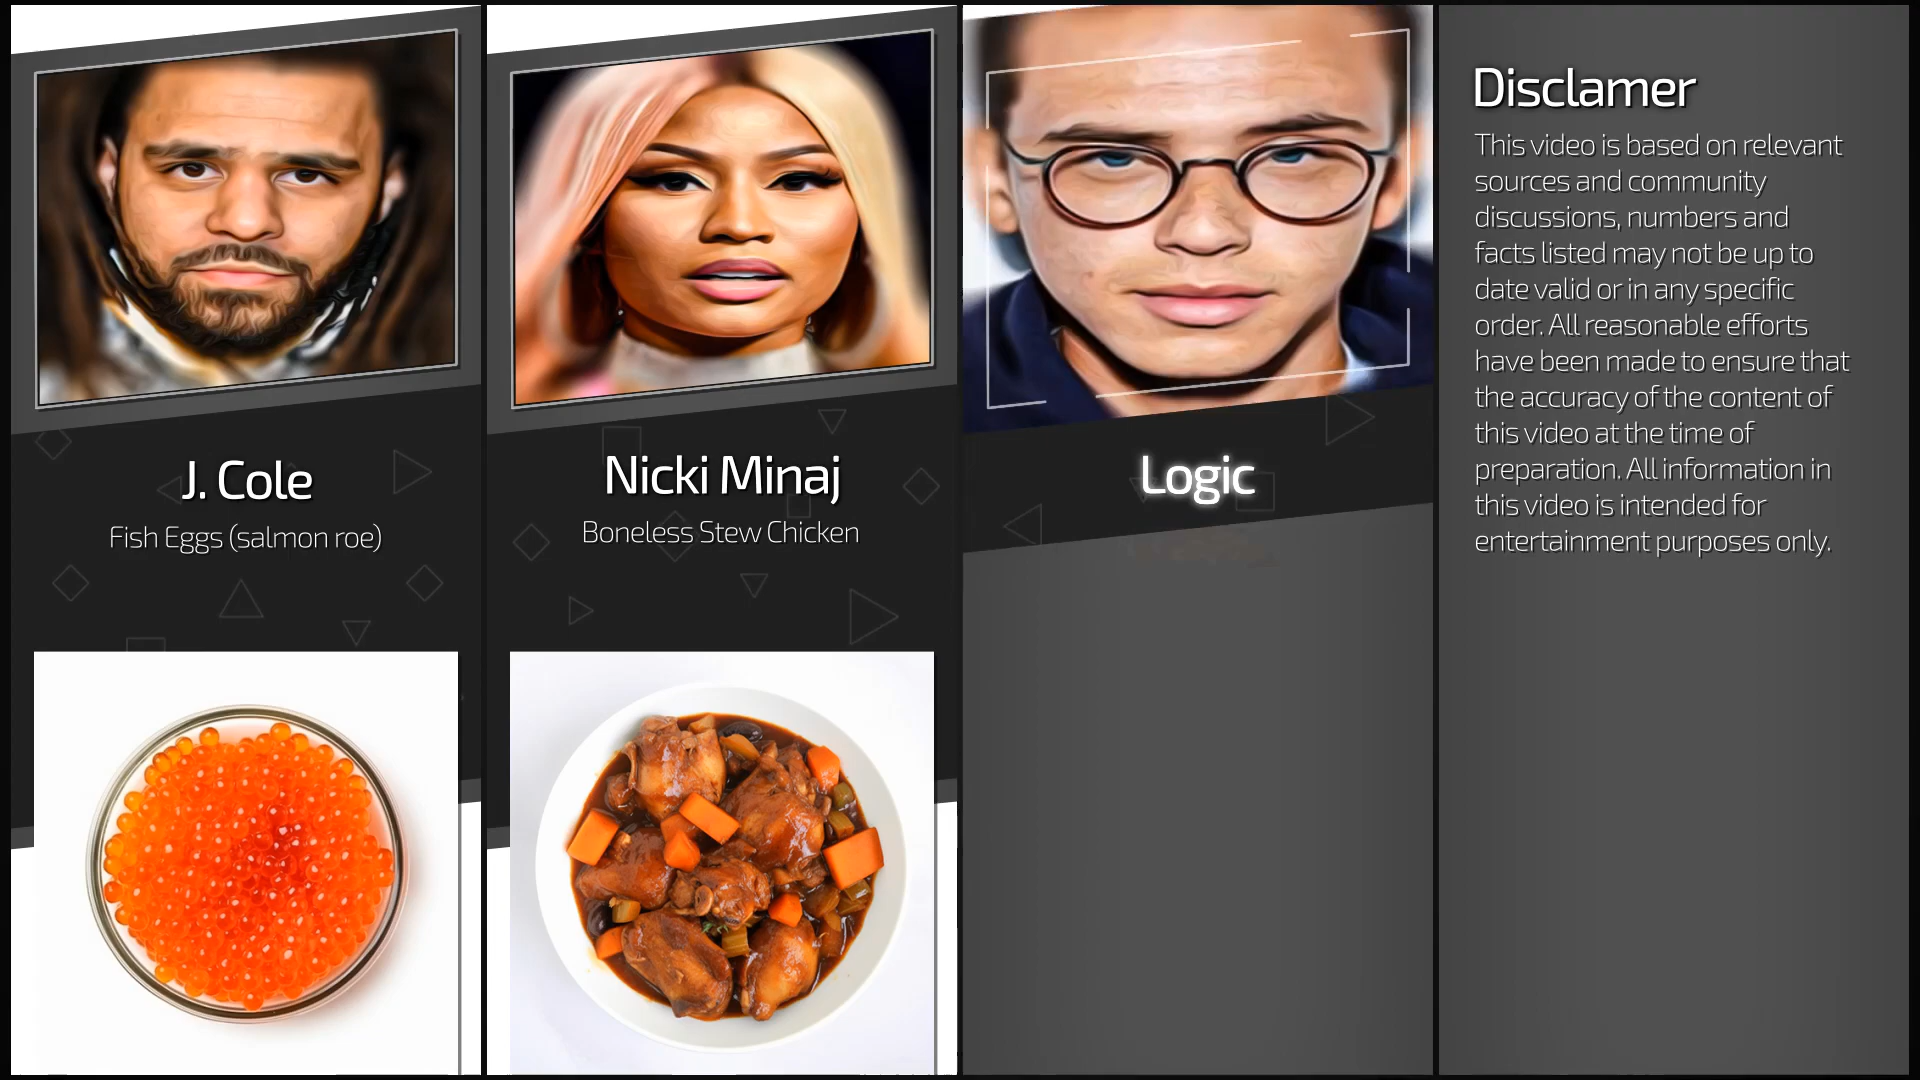 J. Cole
Fish Eggs (salmon roe)
Nicki Minaj
Boneless Stew Chicken
Logic
Disclamer
This video is based on relevant
sources and community
discussions, numbers and
facts listed may not be up to
date valid or in any specific
order. All reasonable efforts
have been made to ensure that
the accuracy of the content of
this video at the time of
preparation. All information in
this video is intended for
entertainment purposes only.